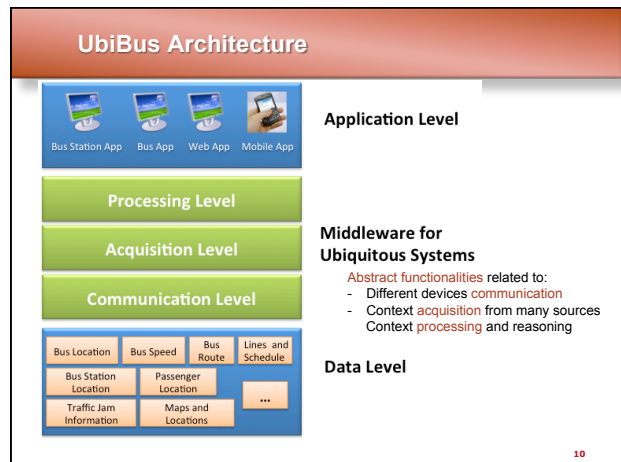 UbiBus Architecture
Bus Station App
Bus App
Web App
Mobile App
Application Level
Processing Level
Acquisition Level
Communication Level
Middleware for
Ubiquitous Systems
Abstract functionalities related to:
- Different devices communication
- Context acquisition from many sources
Context processing and reasoning
Bus Location
Bus Speed
Bus
Route
Lines and
Schedule
Bus Station
Location
Passenger
Location
...
Traffic Jam
Information
Maps and
Locations
Data Level
10